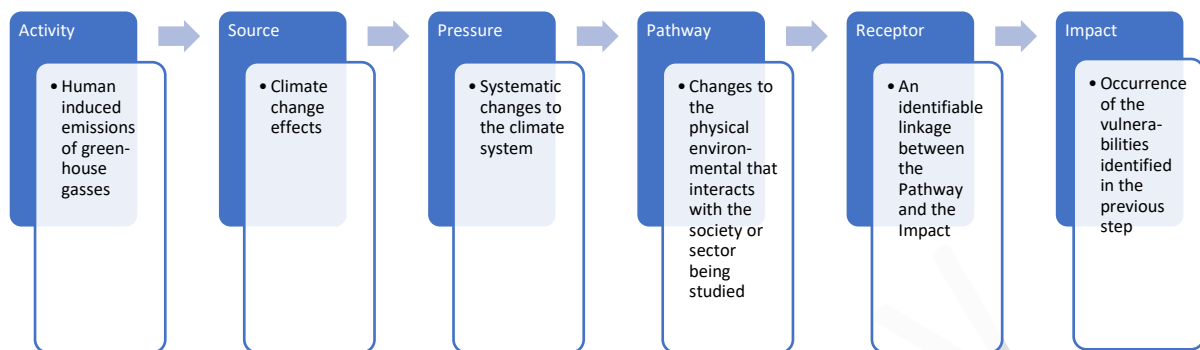 Activity
• Human
induced
emissions
of green-
house
gasses
Source
• Climate
change
effects
Pressure
• Systematic
changes to
the climate
system
Pathway
• Changes to
the
physical
environ-
mental that
interacts
with the
society or
sector
being
studied
Receptor
• An
identifiable
linkage
between
the
Pathway
and the
Impact
Impact
• Occurrence
of the
vulnera-
bilities
identified
in the
previous
step